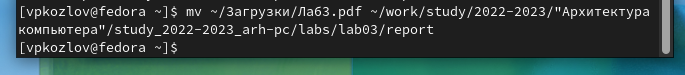 [vpkozlov@fedora ~]$ mv ~/Загрузки/Лаб3.pdf ~/work/study/2022-2023/"Архитектура
компьютера"/study_2022-2023_arh-pc/labs/lab03/report
[vpkozlov@fedora ~]$